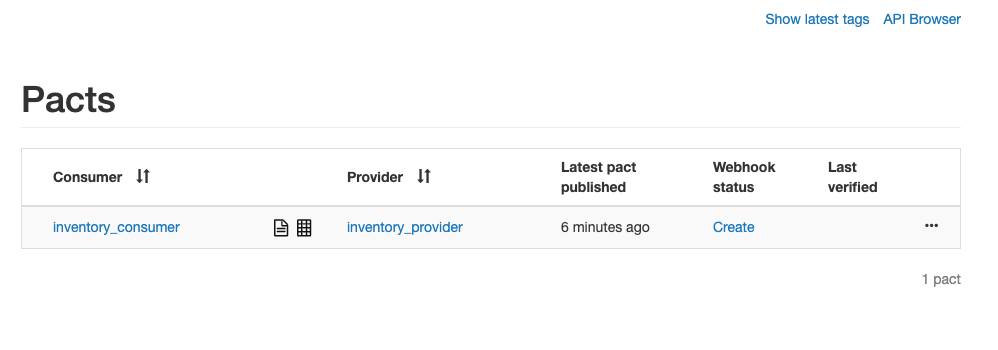 Show latest tags API Browser
Pacts
Consumer Provider Latest pact published Webhook status Last verified
inventory_consumer inventory_provider 6 minutes ago Create ...
1 pact